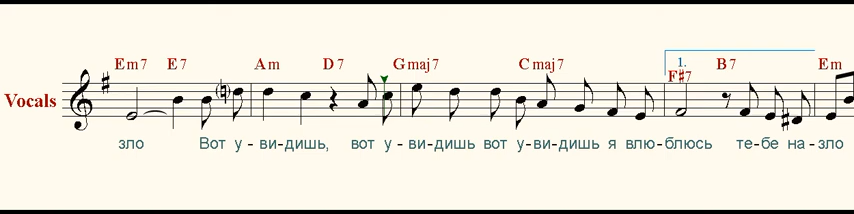 Em7 E7 Am D7 Gmaj7 Cmaj7 1. F#7 B7 Em
Vocals
зло Вот у - ви-дишь, вот у - ви-дишь вот у-ви-дишь я влю-блюсь те-бе на-зло